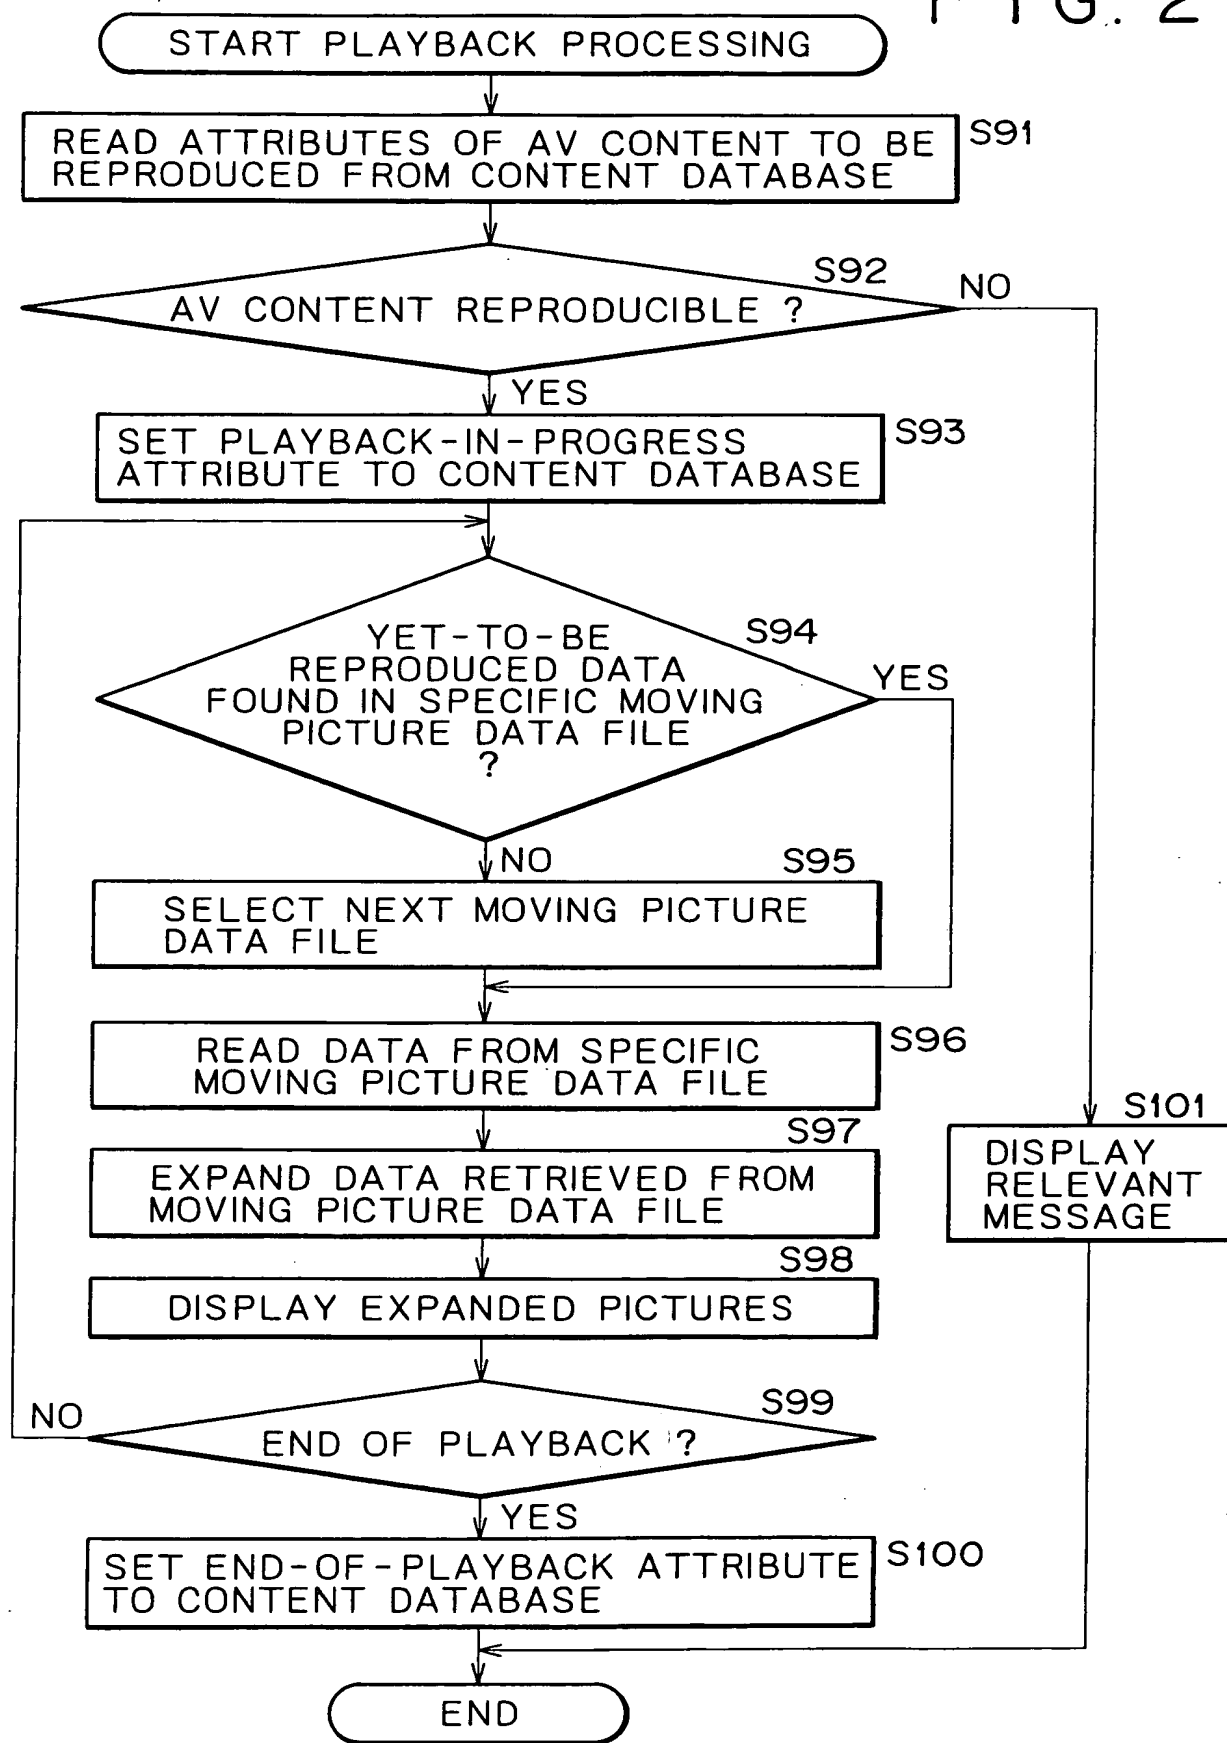 FIG. 2
START PLAYBACK PROCESSING
READ ATTRIBUTES OF AV CONTENT TO BE
REPRODUCED FROM CONTENT DATABASE
S91
AV CONTENT REPRODUCIBLE ?
S92
NO
YES
SET PLAYBACK-IN-PROGRESS
ATTRIBUTE TO CONTENT DATABASE
S93
YET-TO-BE
REPRODUCED DATA
FOUND IN SPECIFIC MOVING
PICTURE DATA FILE
?
S94
YES
NO
S95
SELECT NEXT MOVING PICTURE
DATA FILE
READ DATA FROM SPECIFIC
MOVING PICTURE DATA FILE
S96
S97
EXPAND DATA RETRIEVED FROM
MOVING PICTURE DATA FILE
S101
DISPLAY
RELEVANT
MESSAGE
S98
DISPLAY EXPANDED PICTURES
S99
NO
END OF PLAYBACK ?
YES
SET END-OF-PLAYBACK ATTRIBUTE
TO CONTENT DATABASE
S100
END